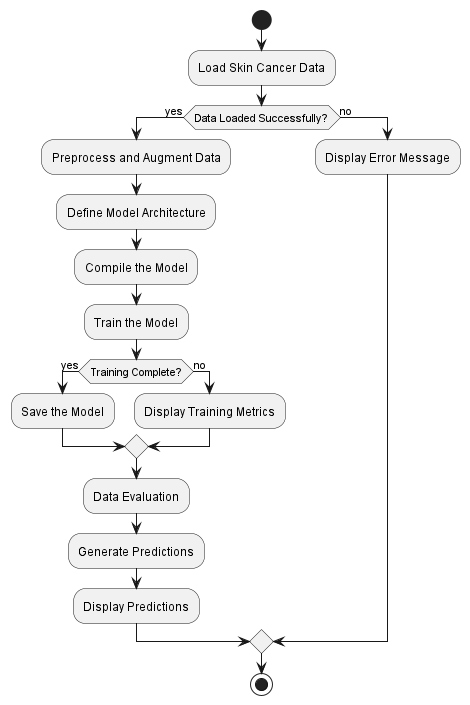 Load Skin Cancer Data
yes
Data Loaded Successfully?
no
Preprocess and Augment Data
Display Error Message
Define Model Architecture
Compile the Model
Train the Model
yes
Training Complete?
no
Save the Model
Display Training Metrics
Data Evaluation
Generate Predictions
Display Predictions